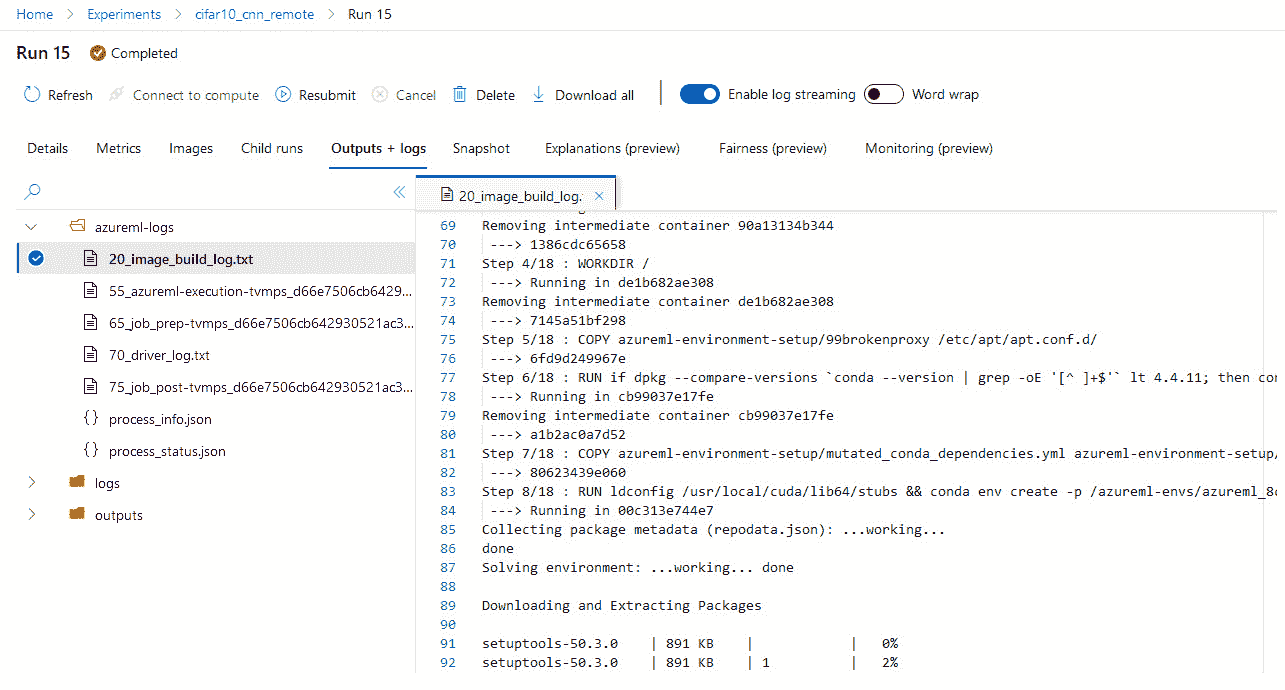 Home > Experiments > cifar10_cnn_remote > Run 15
Run 15 Completed
Refresh Connect to compute Resubmit Cancel Delete Download all Enable log streaming Word wrap
Details Metrics Images Child runs Outputs + logs Snapshot Explanations (preview) Fairness (preview) Monitoring (preview)
azureml-logs
20_image_build_log.txt
55_azureml-execution-tvmps_d66e7506cb6429...
65_job_prep-tvmps_d66e7506cb642930521ac3...
70_driver_log.txt
75_job_post-tvmps_d66e7506cb642930521ac3...
{} process_info.json
{} process_status.json
logs
outputs
20_image_build_log.
69 Removing intermediate container 90a13134b344
70 ---> 1386cdc65658
71 Step 4/18 : WORKDIR /
72 ---> Running in de1b682ae308
73 Removing intermediate container de1b682ae308
74 ---> 7145a51bf298
75 Step 5/18 : COPY azureml-environment-setup/99brokenproxy /etc/apt/apt.conf.d/
76 ---> 6fd9d249967e
77 Step 6/18 : RUN if dpkg --compare-versions `conda --version | grep -oE '[^ ]+$'` lt 4.4.11; then con
78 ---> Running in cb99037e17fe
79 Removing intermediate container cb99037e17fe
80 ---> a1b2ac0a7d52
81 Step 7/18 : COPY azureml-environment-setup/mutated_conda_dependencies.yml azureml-environment-setup/
82 ---> 80623439e060
83 Step 8/18 : RUN ldconfig /usr/local/cuda/lib64/stubs && conda env create -p /azureml-envs/azureml_8
84 ---> Running in 00c313e744e7
85 Collecting package metadata (repodata.json): ...working...
86 done
87 Solving environment: ...working... done
88
89 Downloading and Extracting Packages
90
91 setuptools-50.3.0 | 891 KB | | 0%
92 setuptools-50.3.0 | 891 KB | 1 | 2%